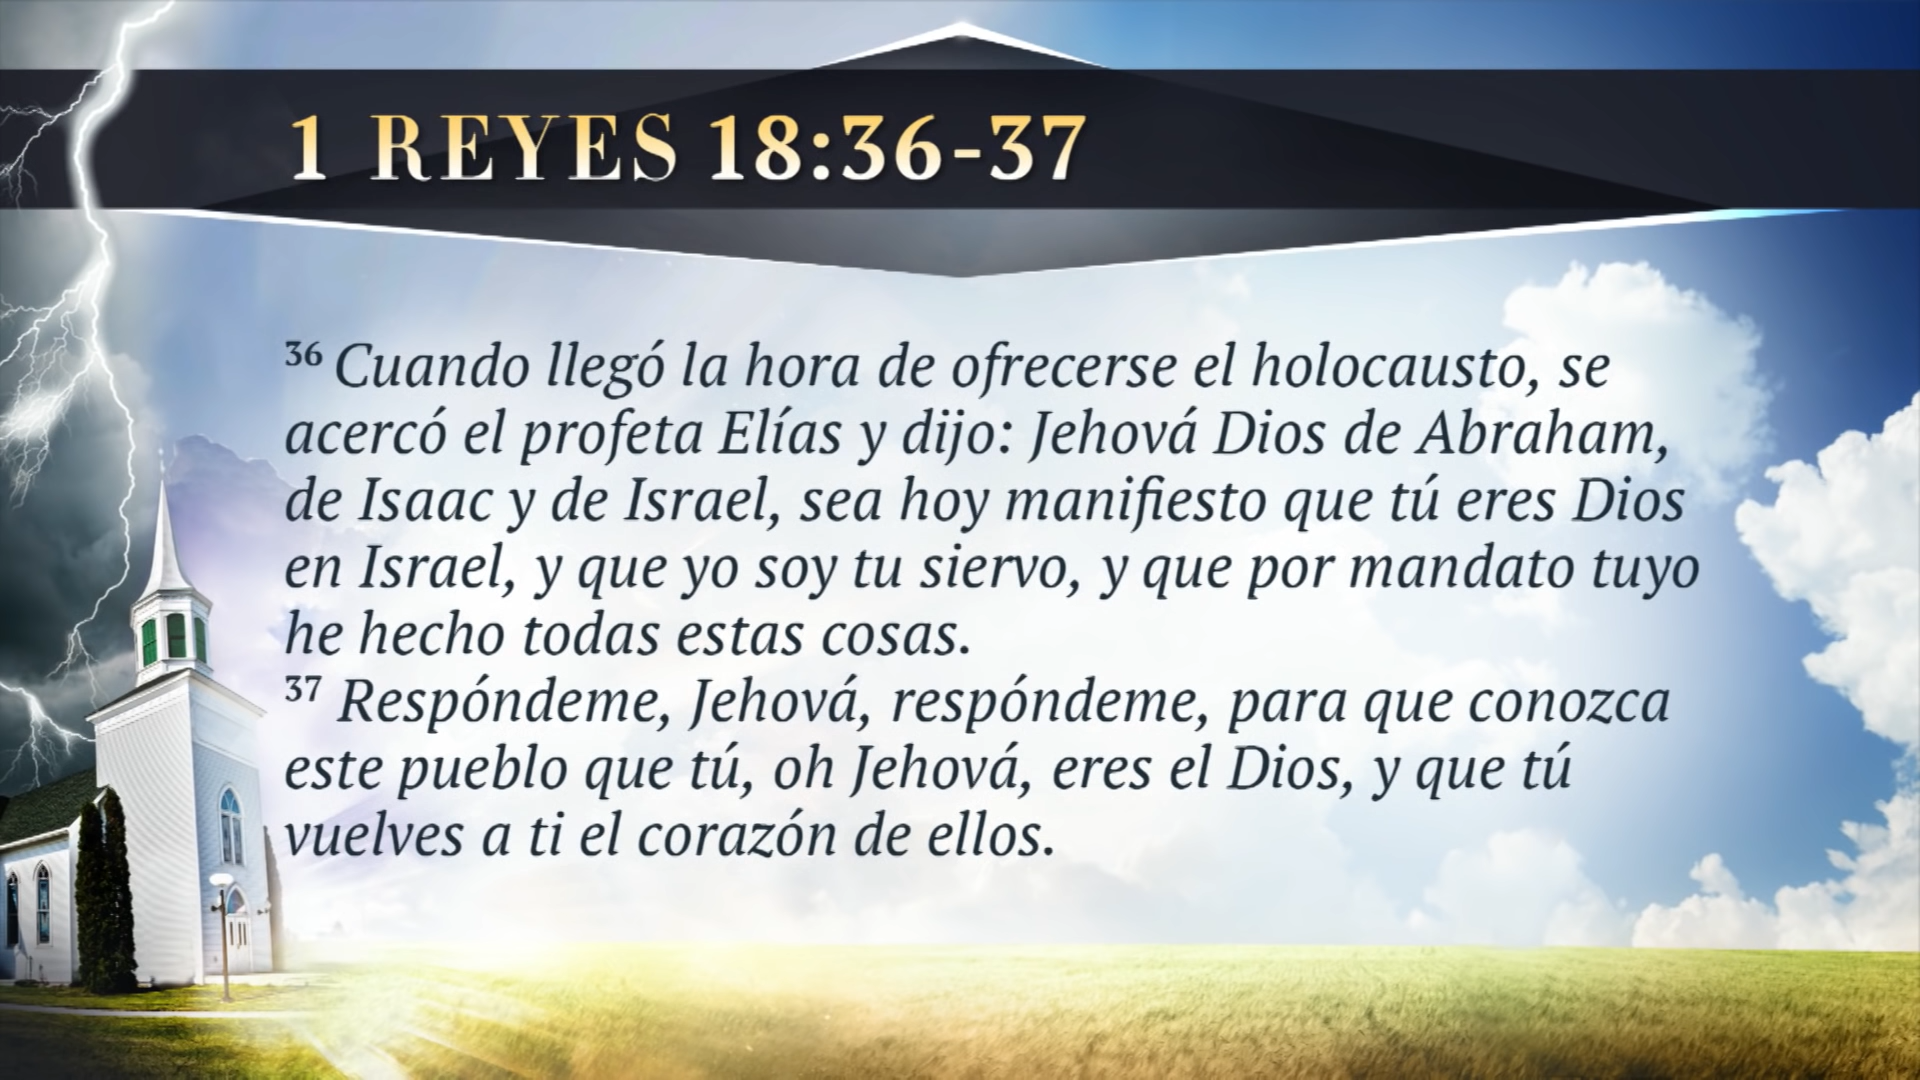 1 REYES 18:36-37
36 Cuando llegó la hora de ofrecerse el holocausto, se
acercó el profeta Elías y dijo: Jehová Dios de Abraham,
de Isaac y de Israel, sea hoy manifiesto que tú eres Dios
en Israel, y que yo soy tu siervo, y que por mandato tuyo
he hecho todas estas cosas.
37 Respóndeme, Jehová, respóndeme, para que conozca
este pueblo que tú, oh Jehová, eres el Dios, y que tú
vuelves a ti el corazón de ellos.